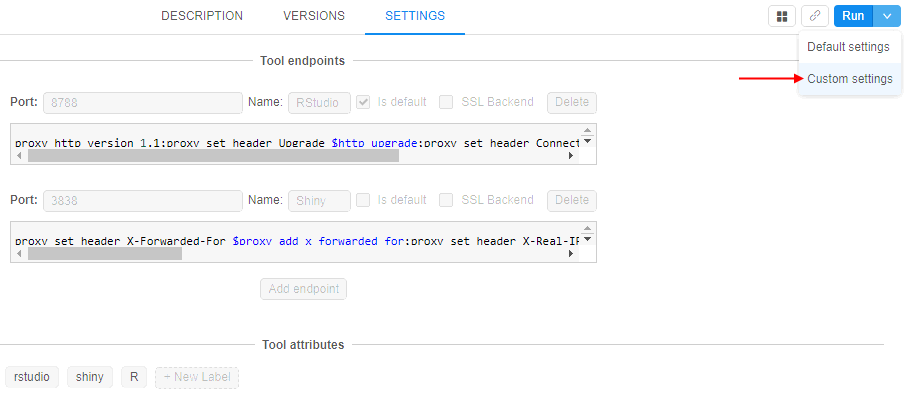 DESCRIPTION VERSIONS SETTINGS Run
Default settings
Tool endpoints
Custom settings
Port: 8788 Name: RStudio Is default SSL Backend Delete
proxy_http_version 1.1;proxy_set_header Upgrade $http_upgrade;proxy_set_header Connect
Port: 3838 Name: Shiny Is default SSL Backend Delete
proxy_set_header X-Forwarded-For $proxy_add_x_forwarded_for;proxy_set_header X-Real-IP
Add endpoint
Tool attributes
rstudio shiny R + New Label